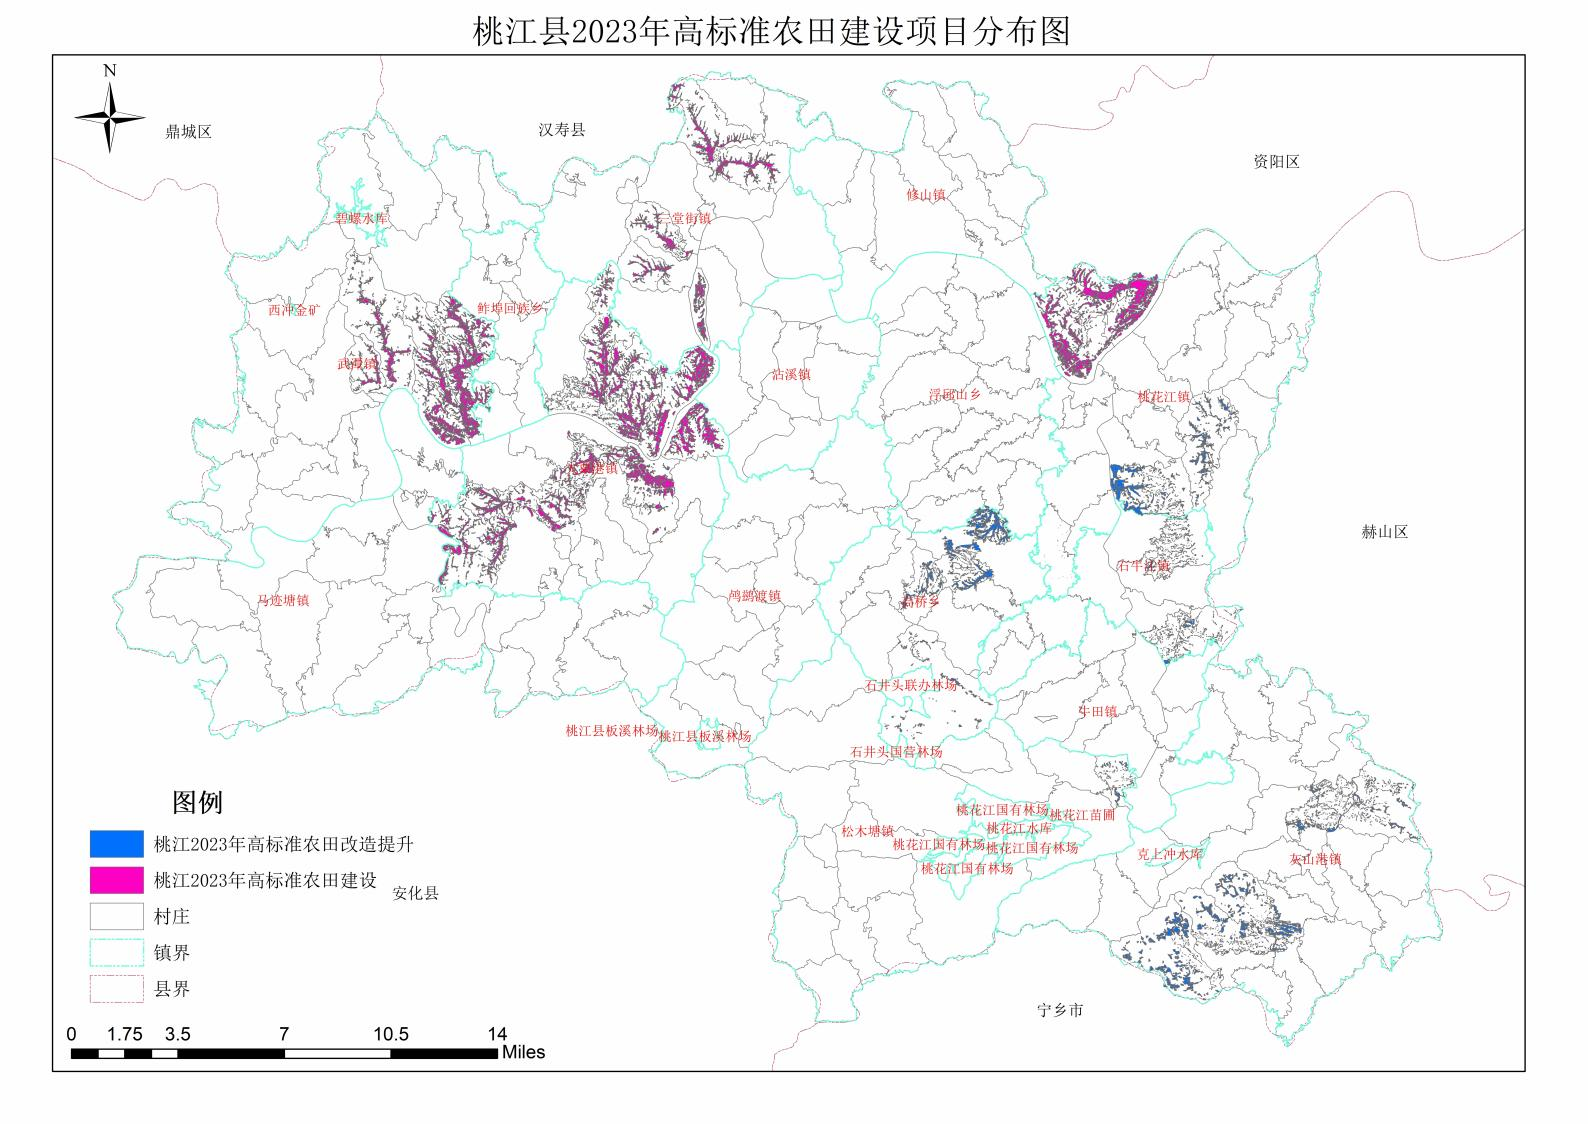 桃江县2023年高标准农田建设项目分布图
N
鼎城区
汉寿县
资阳区
修山镇
碧螺水库
三堂街镇
西冲金矿
鲊埠回族乡
武潭镇
沾溪镇
浮邱山乡
桃花江镇
大栗港镇
赫山区
石牛江镇
马迹塘镇
鸬鹚渡镇
高桥乡
石井头联办林场
牛田镇
桃江县板溪林场
桃江县板溪林场
石井头国营林场
图例
桃江2023年高标准农田改造提升
桃江2023年高标准农田建设
村庄
镇界
县界
安化县
桃花江国有林场
桃花江苗圃
松木塘镇
桃花江水库
桃花江国有林场
桃花江国有林场
克上冲水库
灰山港镇
桃花江国有林场
宁乡市
0 1.75 3.5 7 10.5 14
Miles